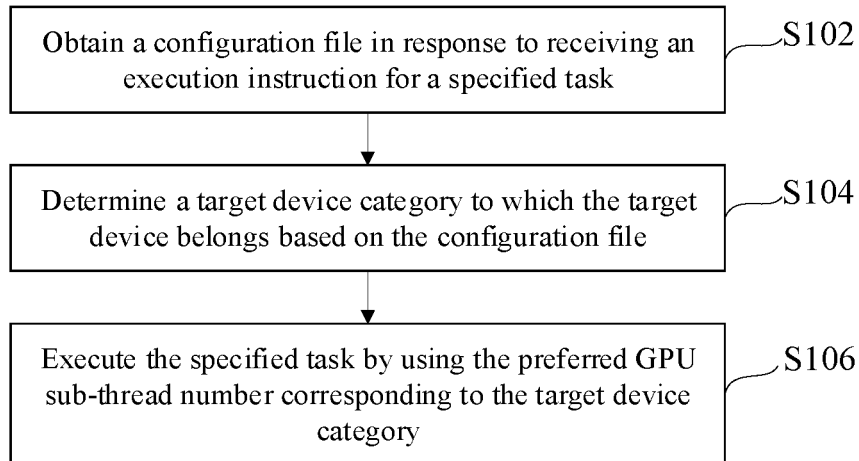 Obtain a configuration file in response to receiving an
execution instruction for a specified task
S102
Determine a target device category to which the target
device belongs based on the configuration file
S104
Execute the specified task by using the preferred GPU
sub-thread number corresponding to the target device
category
S106